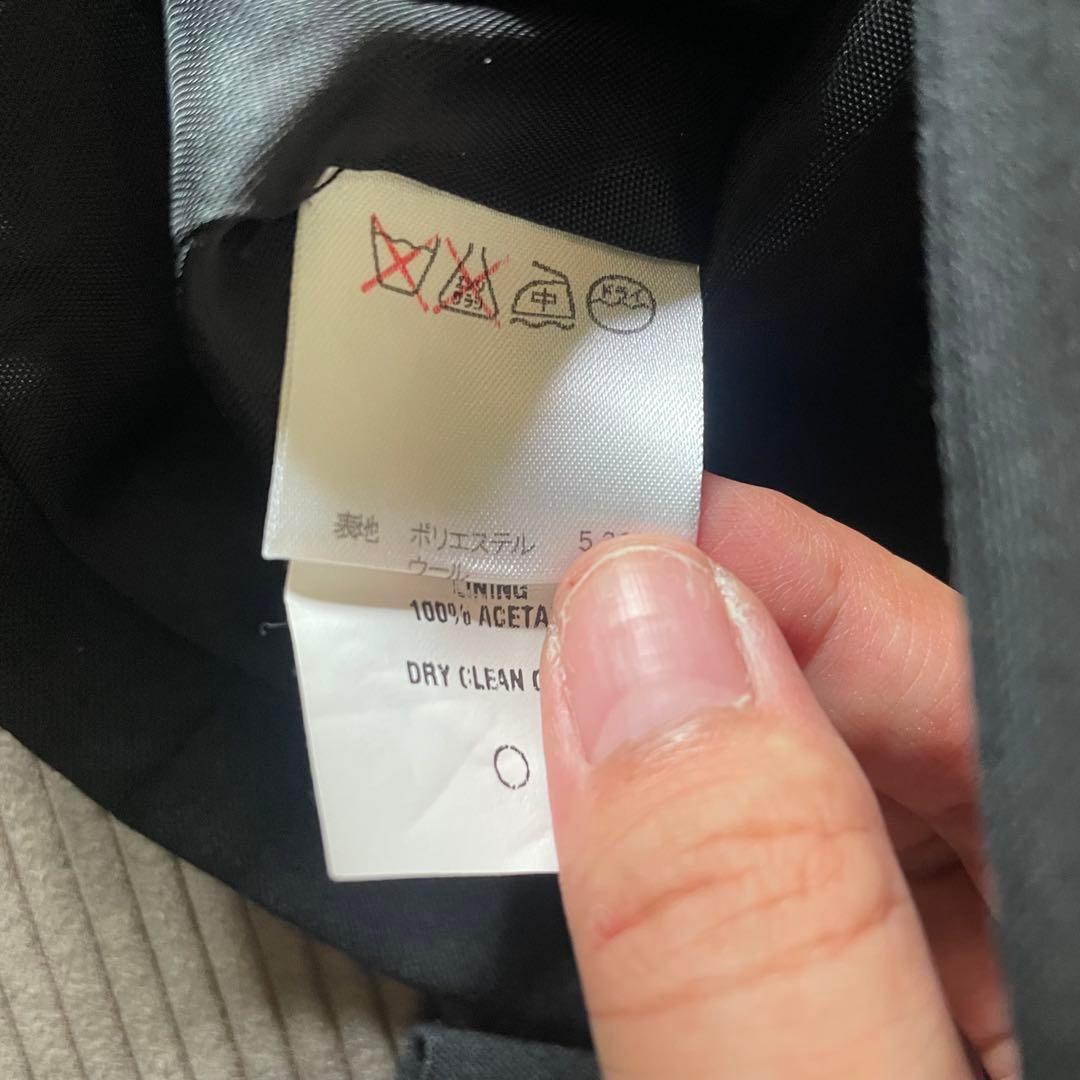 中 ドライ
表地 ポリエステル
ウール
LINING
100% ACETA
DRY CLEAN